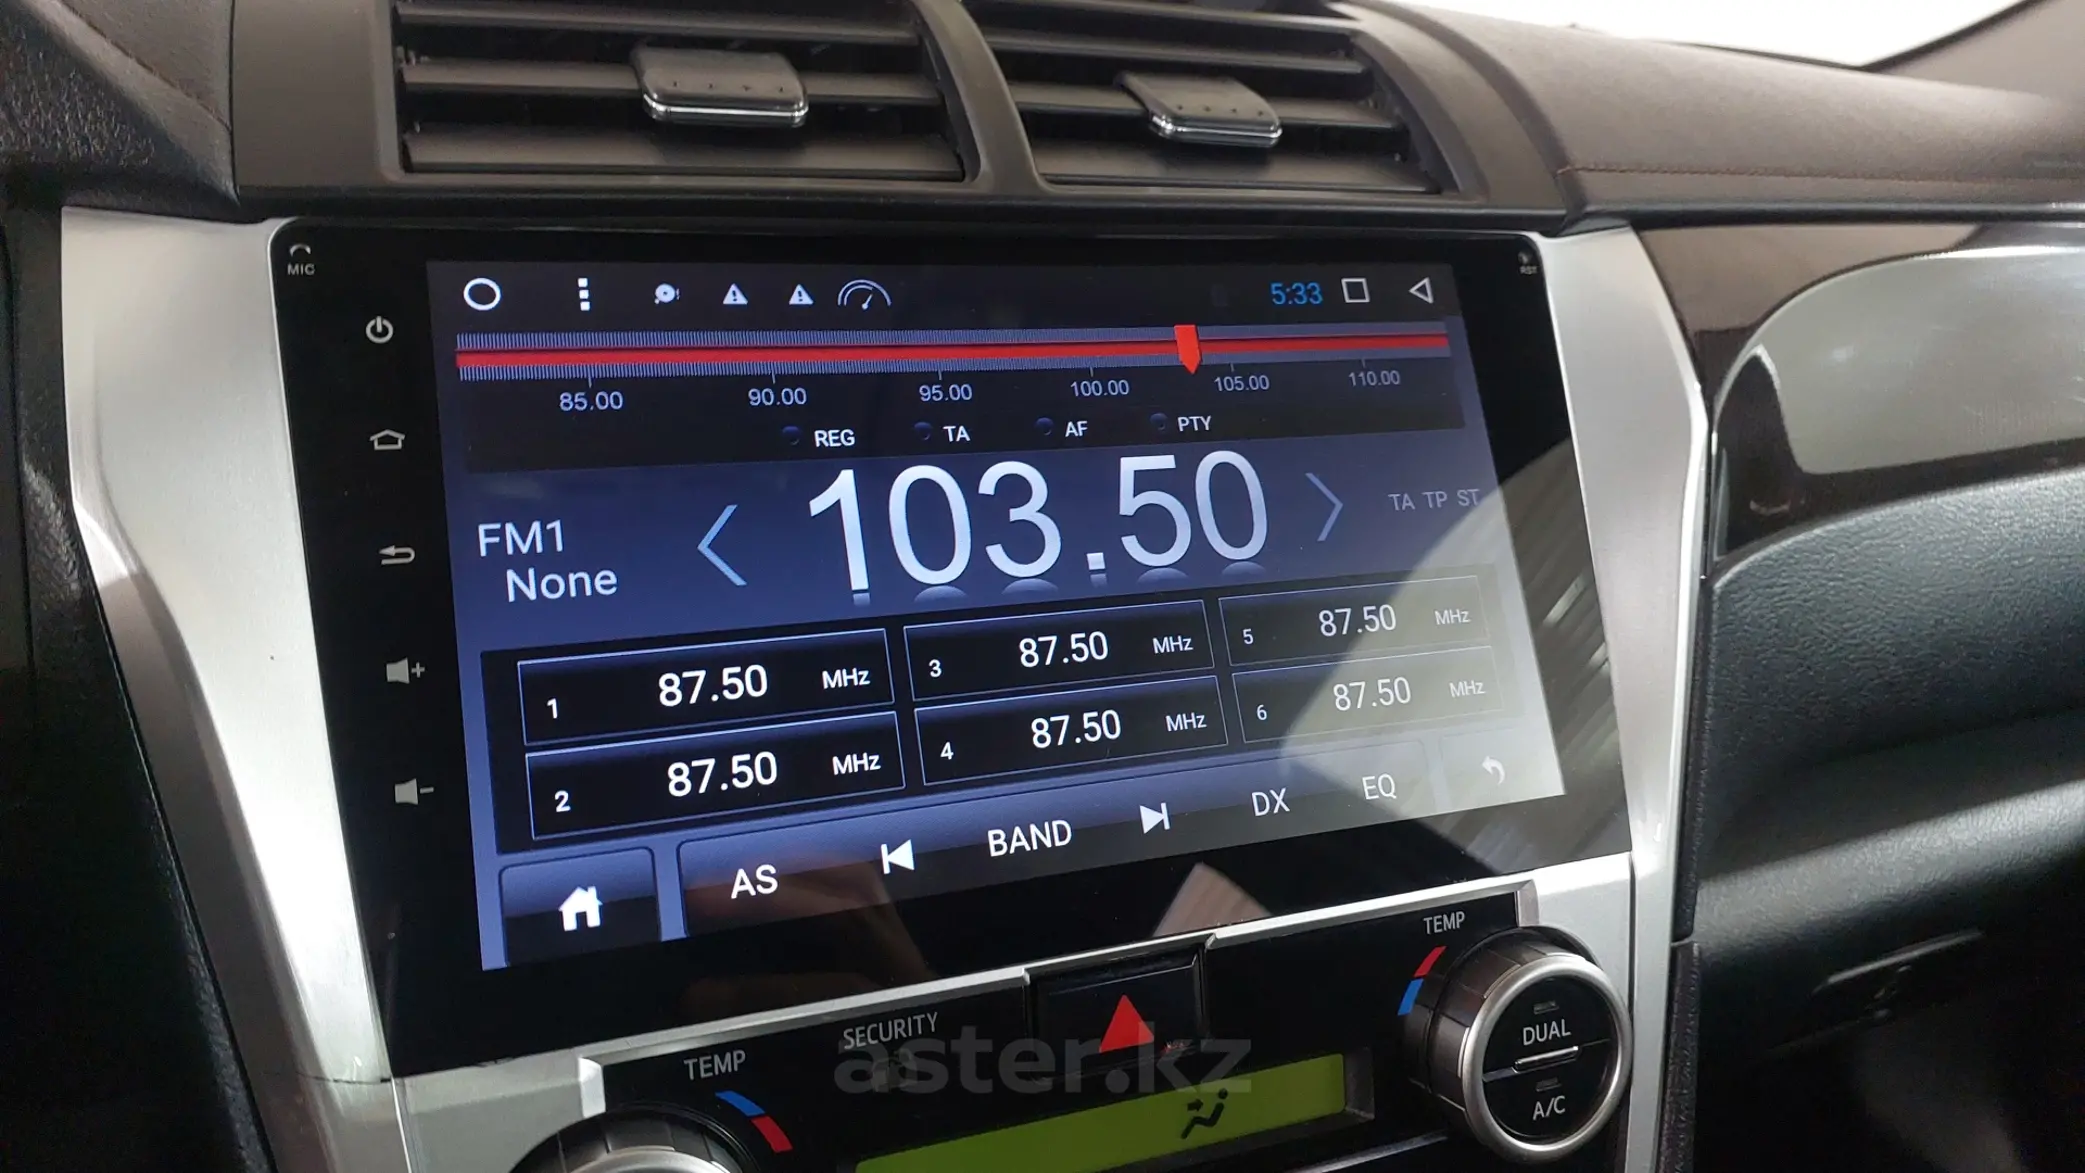 MIC
RST
5:33
85.00 90.00 95.00 100.00 105.00 110.00
REG TA AF PTY
FM1
None
103.50
TA TP ST
1 87.50 MHz
3 87.50 MHz
5 87.50 MHz
2 87.50 MHz
4 87.50 MHz
6 87.50 MHz
AS BAND DX EQ
TEMP
SECURITY
TEMP
DUAL
A/C
aster.kz